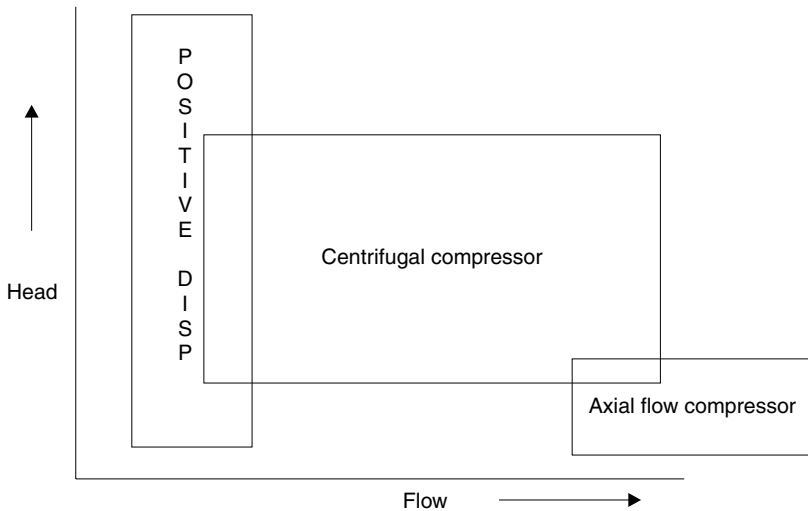 POSITIVE DISP
Centrifugal compressor
Head
Axial flow compressor
Flow